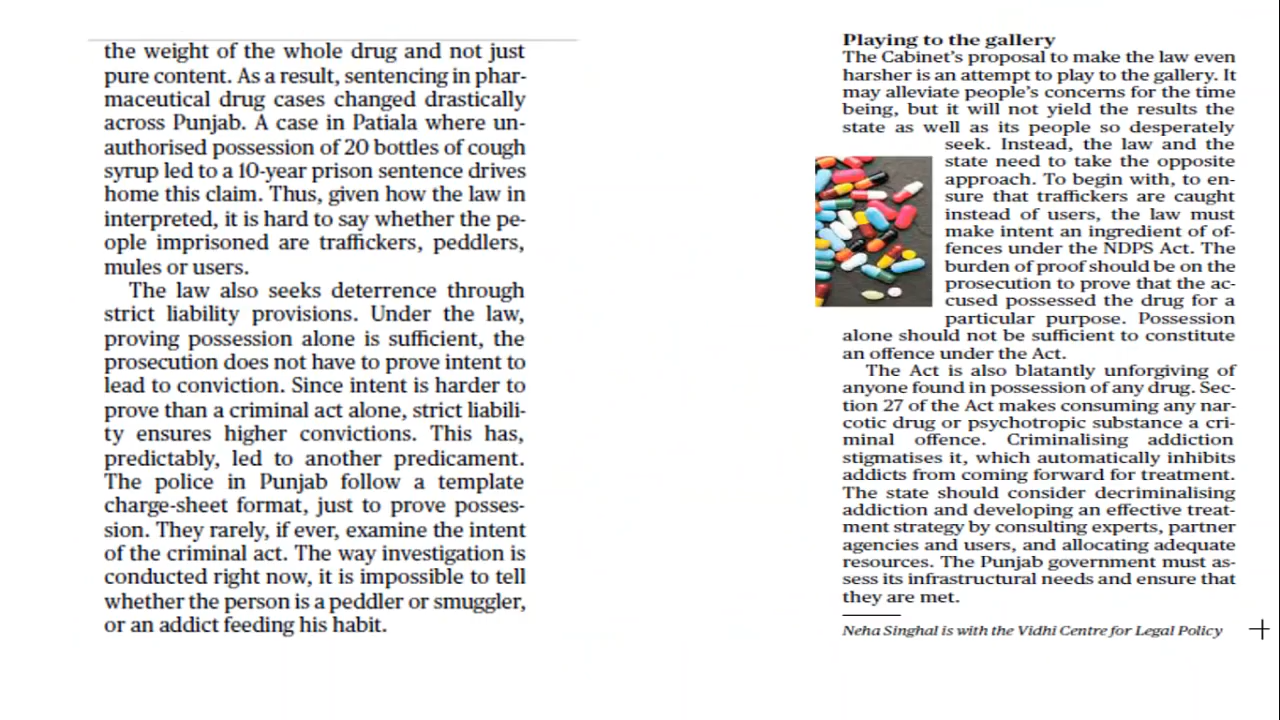 the weight of the whole drug and not just
pure content. As a result, sentencing in phar-
maceutical drug cases changed drastically
across Punjab. A case in Patiala where un-
authorised possession of 20 bottles of cough
syrup led to a 10-year prison sentence drives
home this claim. Thus, given how the law in
interpreted, it is hard to say whether the pe-
ople imprisoned are traffickers, peddlers,
mules or users.
The law also seeks deterrence through
strict liability provisions. Under the law,
proving possession alone is sufficient, the
prosecution does not have to prove intent to
lead to conviction. Since intent is harder to
prove than a criminal act alone, strict liabili-
ty ensures higher convictions. This has,
predictably, led to another predicament.
The police in Punjab follow a template
charge-sheet format, just to prove posses-
sion. They rarely, if ever, examine the intent
of the criminal act. The way investigation is
conducted right now, it is impossible to tell
whether the person is a peddler or smuggler,
or an addict feeding his habit.
Playing to the gallery
The Cabinet's proposal to make the law even
harsher is an attempt to play to the gallery. It
may alleviate people's concerns for the time
being, but it will not yield the results the
state as well as its people so desperately
seek. Instead, the law and the
state need to take the opposite
approach. To begin with, to en-
sure that traffickers are caught
instead of users, the law must
make intent an ingredient of of-
fences under the NDPS Act. The
burden of proof should be on the
prosecution to prove that the ac-
cused possessed the drug for a
particular purpose. Possession
alone should not be sufficient to constitute
an offence under the Act.
The Act is also blatantly unforgiving of
anyone found in possession of any drug. Sec-
tion 27 of the Act makes consuming any nar-
cotic drug or psychotropic substance a cri-
minal offence. Criminalising addiction
stigmatises it, which automatically inhibits
addicts from coming forward for treatment.
The state should consider decriminalising
addiction and developing an effective treat-
ment strategy by consulting experts, partner
agencies and users, and allocating adequate
resources. The Punjab government must as-
sess its infrastructural needs and ensure that
they are met.
Neha Singhal is with the Vidhi Centre for Legal Policy